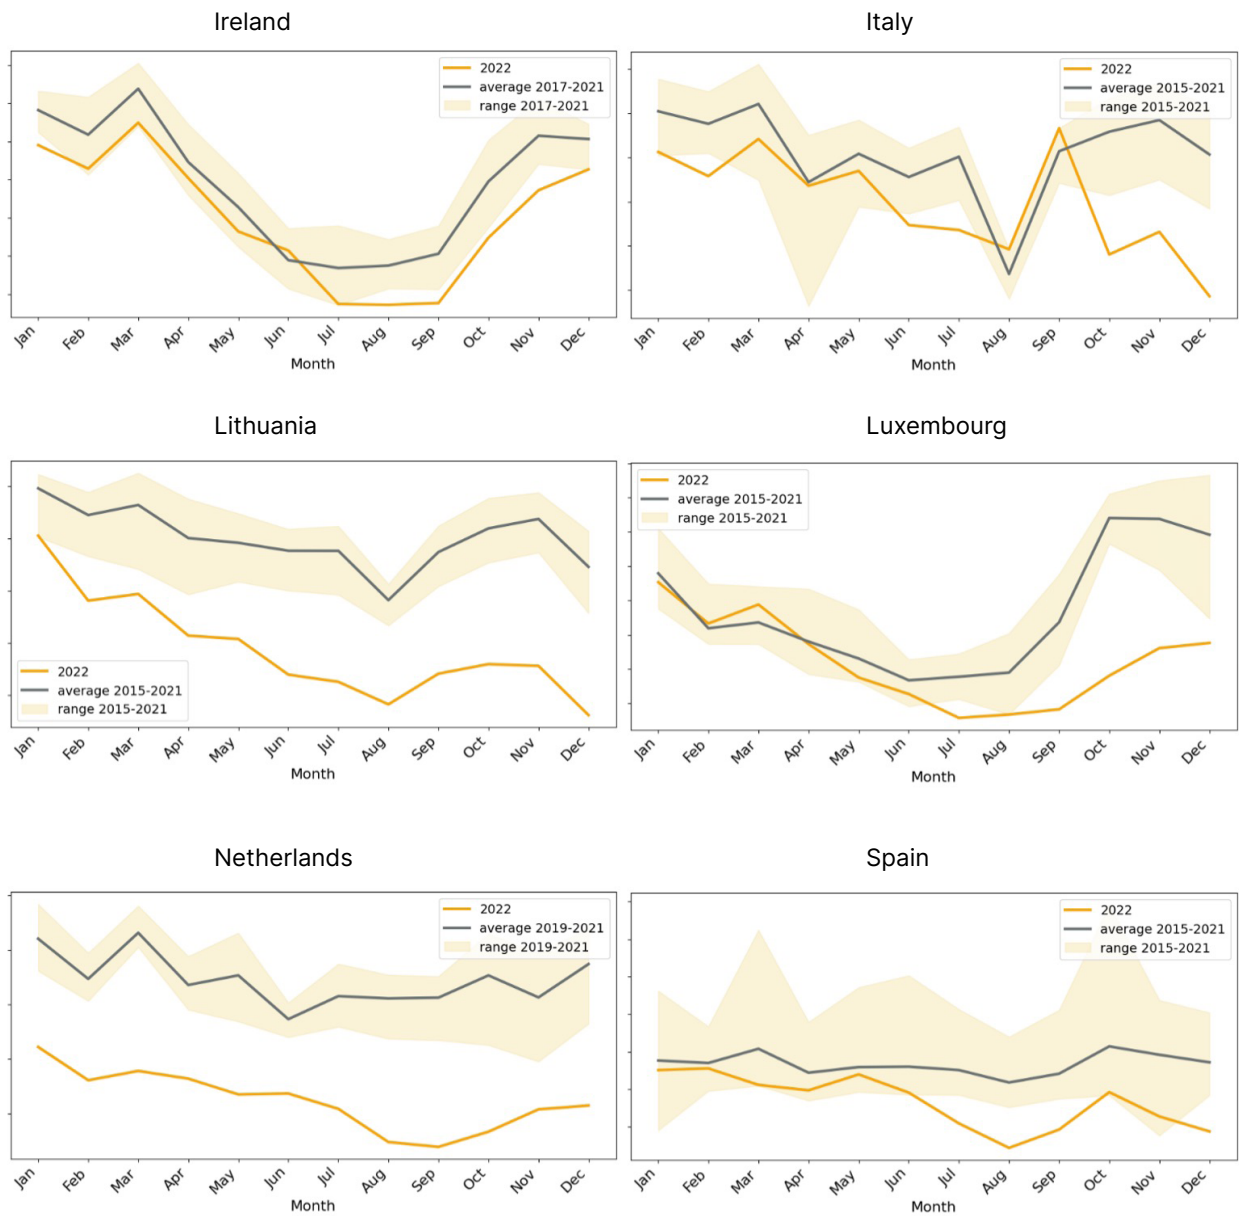 Ireland
2022
average 2017-2021
range 2017-2021
Jan Feb Mar Apr May Jun Jul Aug Sep Oct Nov Dec
Month
Italy
2022
average 2015-2021
range 2015-2021
Jan Feb Mar Apr May Jun Jul Aug Sep Oct Nov Dec
Month
Lithuania
2022
average 2015-2021
range 2015-2021
Jan Feb Mar Apr May Jun Jul Aug Sep Oct Nov Dec
Month
Luxembourg
2022
average 2015-2021
range 2015-2021
Jan Feb Mar Apr May Jun Jul Aug Sep Oct Nov Dec
Month
Netherlands
2022
average 2019-2021
range 2019-2021
Jan Feb Mar Apr May Jun Jul Aug Sep Oct Nov Dec
Month
Spain
2022
average 2015-2021
range 2015-2021
Jan Feb Mar Apr May Jun Jul Aug Sep Oct Nov Dec
Month